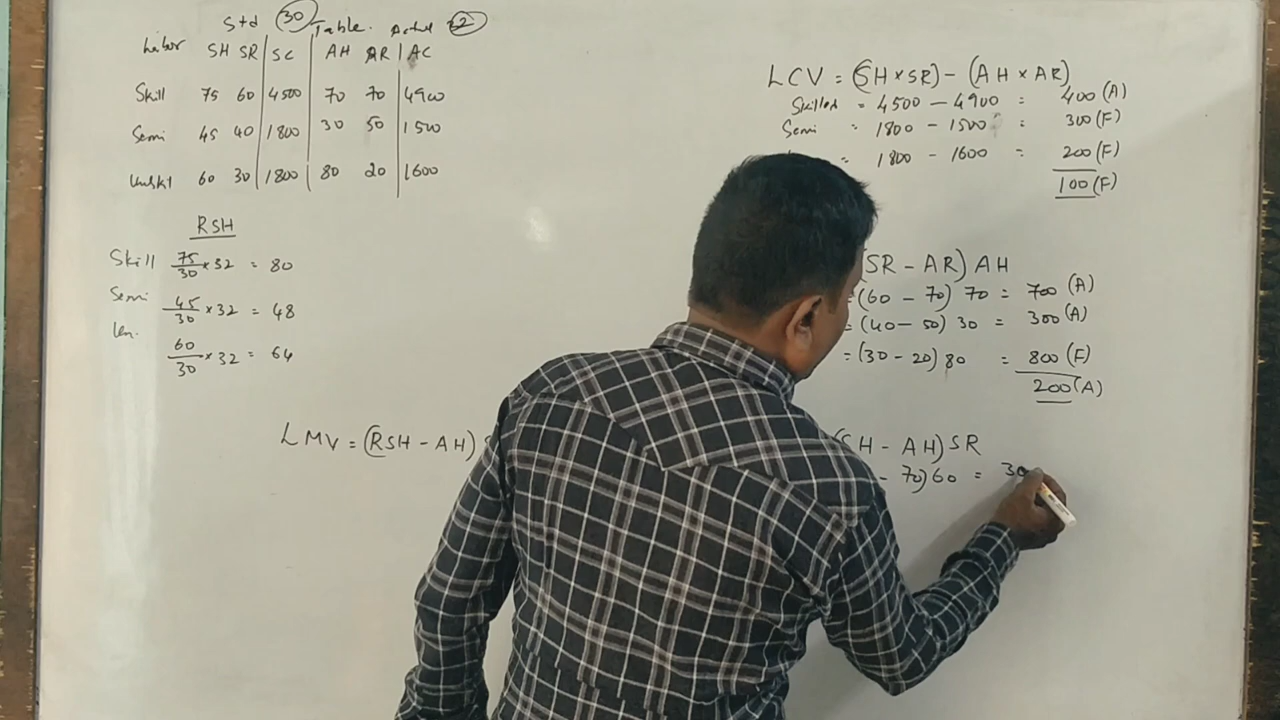 Std 30 Table. Actual
Labor SH SR SC AH AR AC
Skill 75 60 4500 70 70 4900
Semi 45 40 1800 30 50 1500
Unskl 60 30 1800 80 20 1600
RSH
Skill 75/30 × 32 = 80
Semi 45/30 × 32 = 48
Un.
60/30 × 32 = 64
LMV = (RSH - AH)
LCV = (SH × SR) - (AH × AR)
Skilled = 4500 - 4900 = 400 (A)
Semi = 1800 - 1500 = 300 (F)
= 1800 - 1600 = 200 (F)
100 (F)
(SR - AR) AH
= (60 - 70) 70 = 700 (A)
= (40 - 50) 30 = 300 (A)
= (30 - 20) 80 = 800 (F)
200 (A)
SH - AH) SR
- 70) 60 = 30